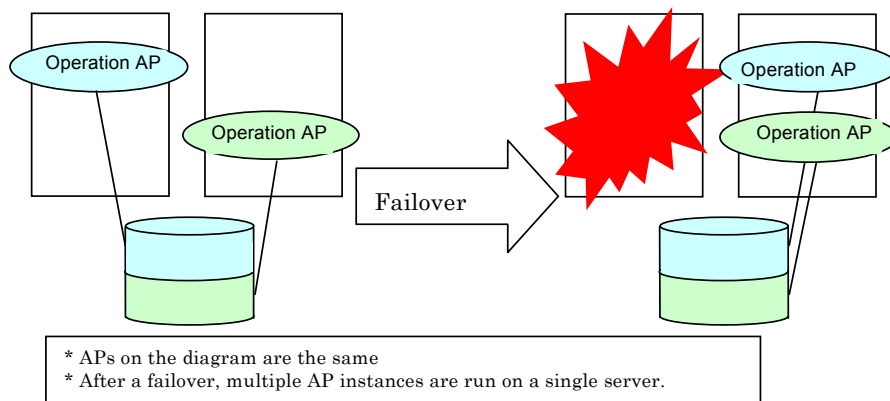 Operation AP
Operation AP
Failover
Operation AP
Operation AP
* APs on the diagram are the same
* After a failover, multiple AP instances are run on a single server.